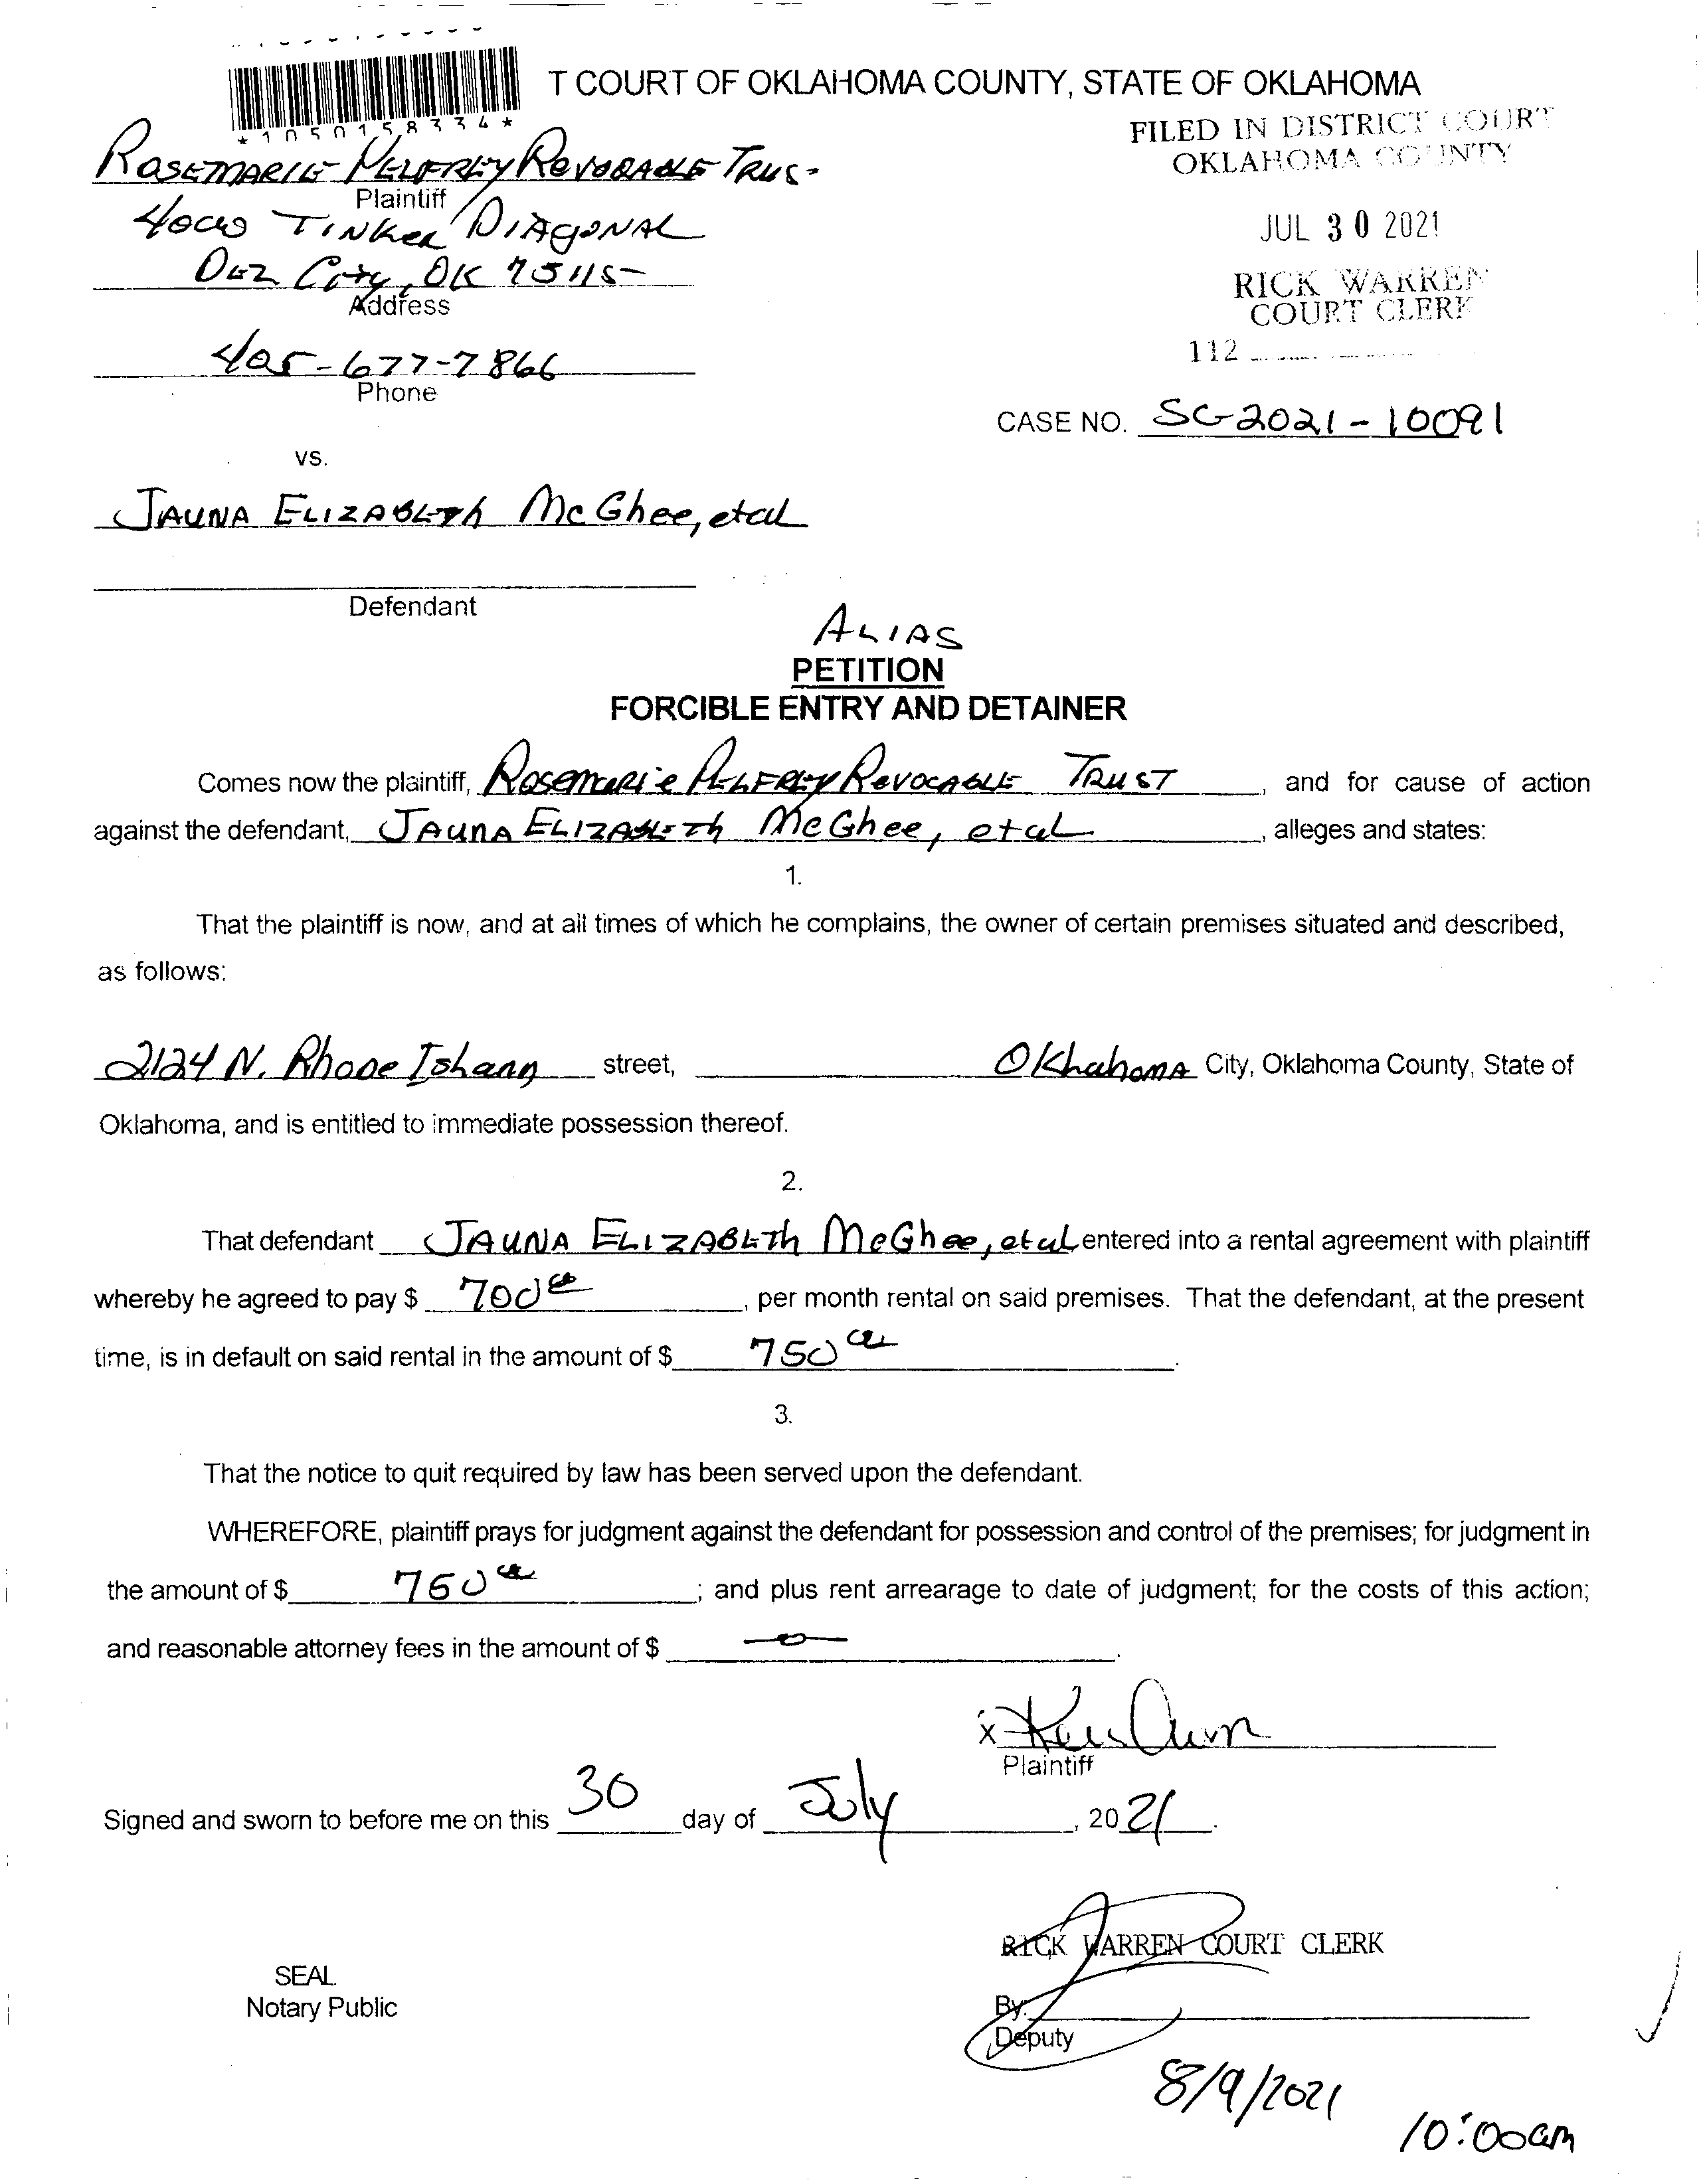 T COURT OF OKLAHOMA COUNTY, STATE OF OKLAHOMA
*1050158334*
FILED IN DISTRICT COURT
OKLAHOMA COUNTY
ROSEMARIE PELFREY REVOCABLE TRUS
Plaintiff
TINKER DIAGONAL
JUL 30 2021
City, OK
Address
RICK WARREN
COURT CLERK
405-677-7866
Phone
112
CASE NO. SC-2021-10091
vs.
JAUNA ELIZABETH McGhee, etal
Defendant
ALIAS
PETITION
FORCIBLE ENTRY AND DETAINER
Comes now the plaintiff, Rosemarie PELFREY REVOCABLE TRUST, and for cause of action
against the defendant, JAUNA ELIZABETH McGhee, etal, alleges and states:
1.
That the plaintiff is now, and at all times of which he complains, the owner of certain premises situated and described,
as follows:
2124 N. Rhode Island street, Oklahoma City, Oklahoma County, State of
Oklahoma, and is entitled to immediate possession thereof.
2.
That defendant JAUNA ELIZABETH McGhee, etal entered into a rental agreement with plaintiff
whereby he agreed to pay $ 700 00, per month rental on said premises. That the defendant, at the present
time, is in default on said rental in the amount of $ 750 00.
3.
That the notice to quit required by law has been served upon the defendant.
WHEREFORE, plaintiff prays for judgment against the defendant for possession and control of the premises; for judgment in
the amount of $ 00; and plus rent arrearage to date of judgment; for the costs of this action;
and reasonable attorney fees in the amount of $ -0-.
x
Plaintiff
Signed and sworn to before me on this 30 day of July, 2021.
RICK WARREN COURT CLERK
SEAL
Notary Public
By:
Deputy
8/9/2021
10:00am